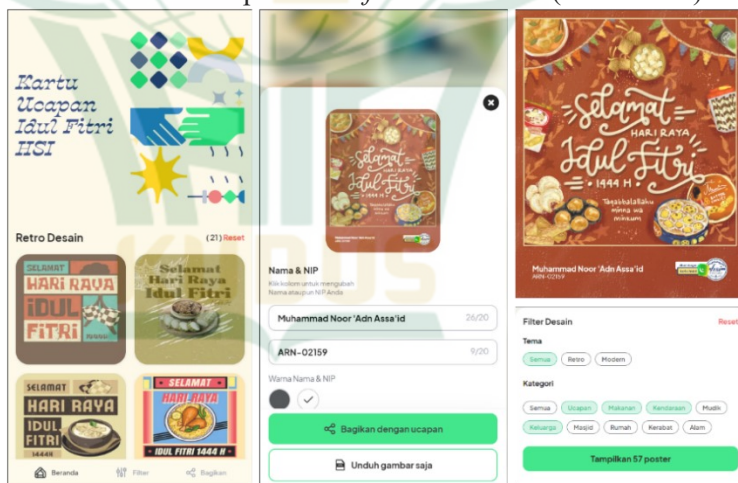 Kartu
Ucapan
Idul Fitri
HSI
Retro Desain
(21) Reset
SELAMAT
HARI RAYA
IDUL
FITRI
Selamat
Hari Raya
Idul Fitri
SELAMAT
HARI RAYA
IDUL
FITRI
1444H
SELAMAT
HARI RAYA
IDUL FITRI 1444 H
Beranda
Filter
Bagikan
Selamat
HARI RAYA
Idul Fitri
1444 H
Nama & NIP
Klik kolom untuk mengubah
Nama ataupun NIP Anda
Muhammad Noor 'Adn Assa'id
26/20
ARN-02159
9/20
Warna Nama & NIP
Bagikan dengan ucapan
Unduh gambar saja
Selamat
HARI RAYA
Idul Fitri
1444 H
Taqabbalallahu
minna wa
minkum
Muhammad Noor 'Adn Assa'id
ARN-02159
Filter Desain
Reset
Tema
Semua
Retro
Modern
Kategori
Semua
Ucapan
Makanan
Kendaraan
Mudik
Keluarga
Masjid
Rumah
Kerabat
Alam
Tampilkan 57 poster